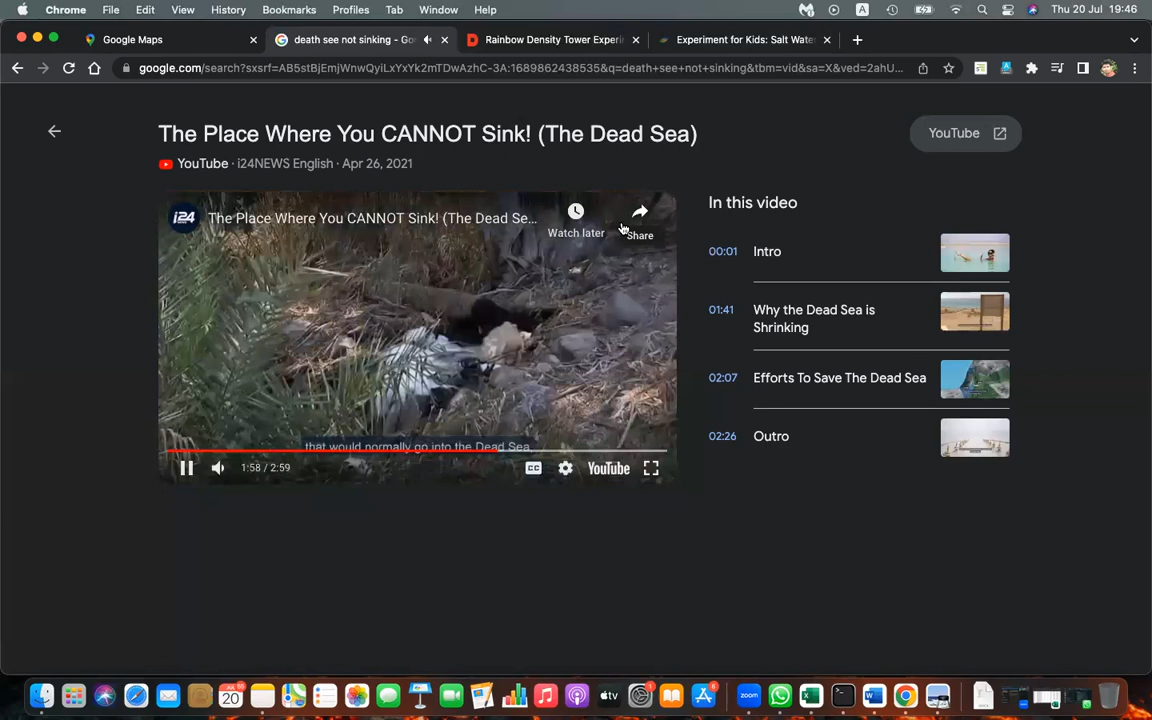 Chrome File Edit View History Bookmarks Profiles Tab Window Help A Thu 20 Jul 19:46
Google Maps
death see not sinking - Go
Rainbow Density Tower Experi
Experiment for Kids: Salt Wate
google.com/search?sxsrf=AB5stBjEmjWnwQyiLxYxYk2mTDwAzhC-3A:1689862438535&q=death+see+not+sinking&tbm=vid&sa=X&ved=2ahU...
The Place Where You CANNOT Sink! (The Dead Sea)
YouTube
YouTube · i24NEWS English · Apr 26, 2021
In this video
i24 The Place Where You CANNOT Sink! (The Dead Se...
Watch later
Share
00:01 Intro
01:41 Why the Dead Sea is
Shrinking
02:07 Efforts To Save The Dead Sea
02:26 Outro
that would normally go into the Dead Sea,
1:58 / 2:59 CC YouTube
zoom